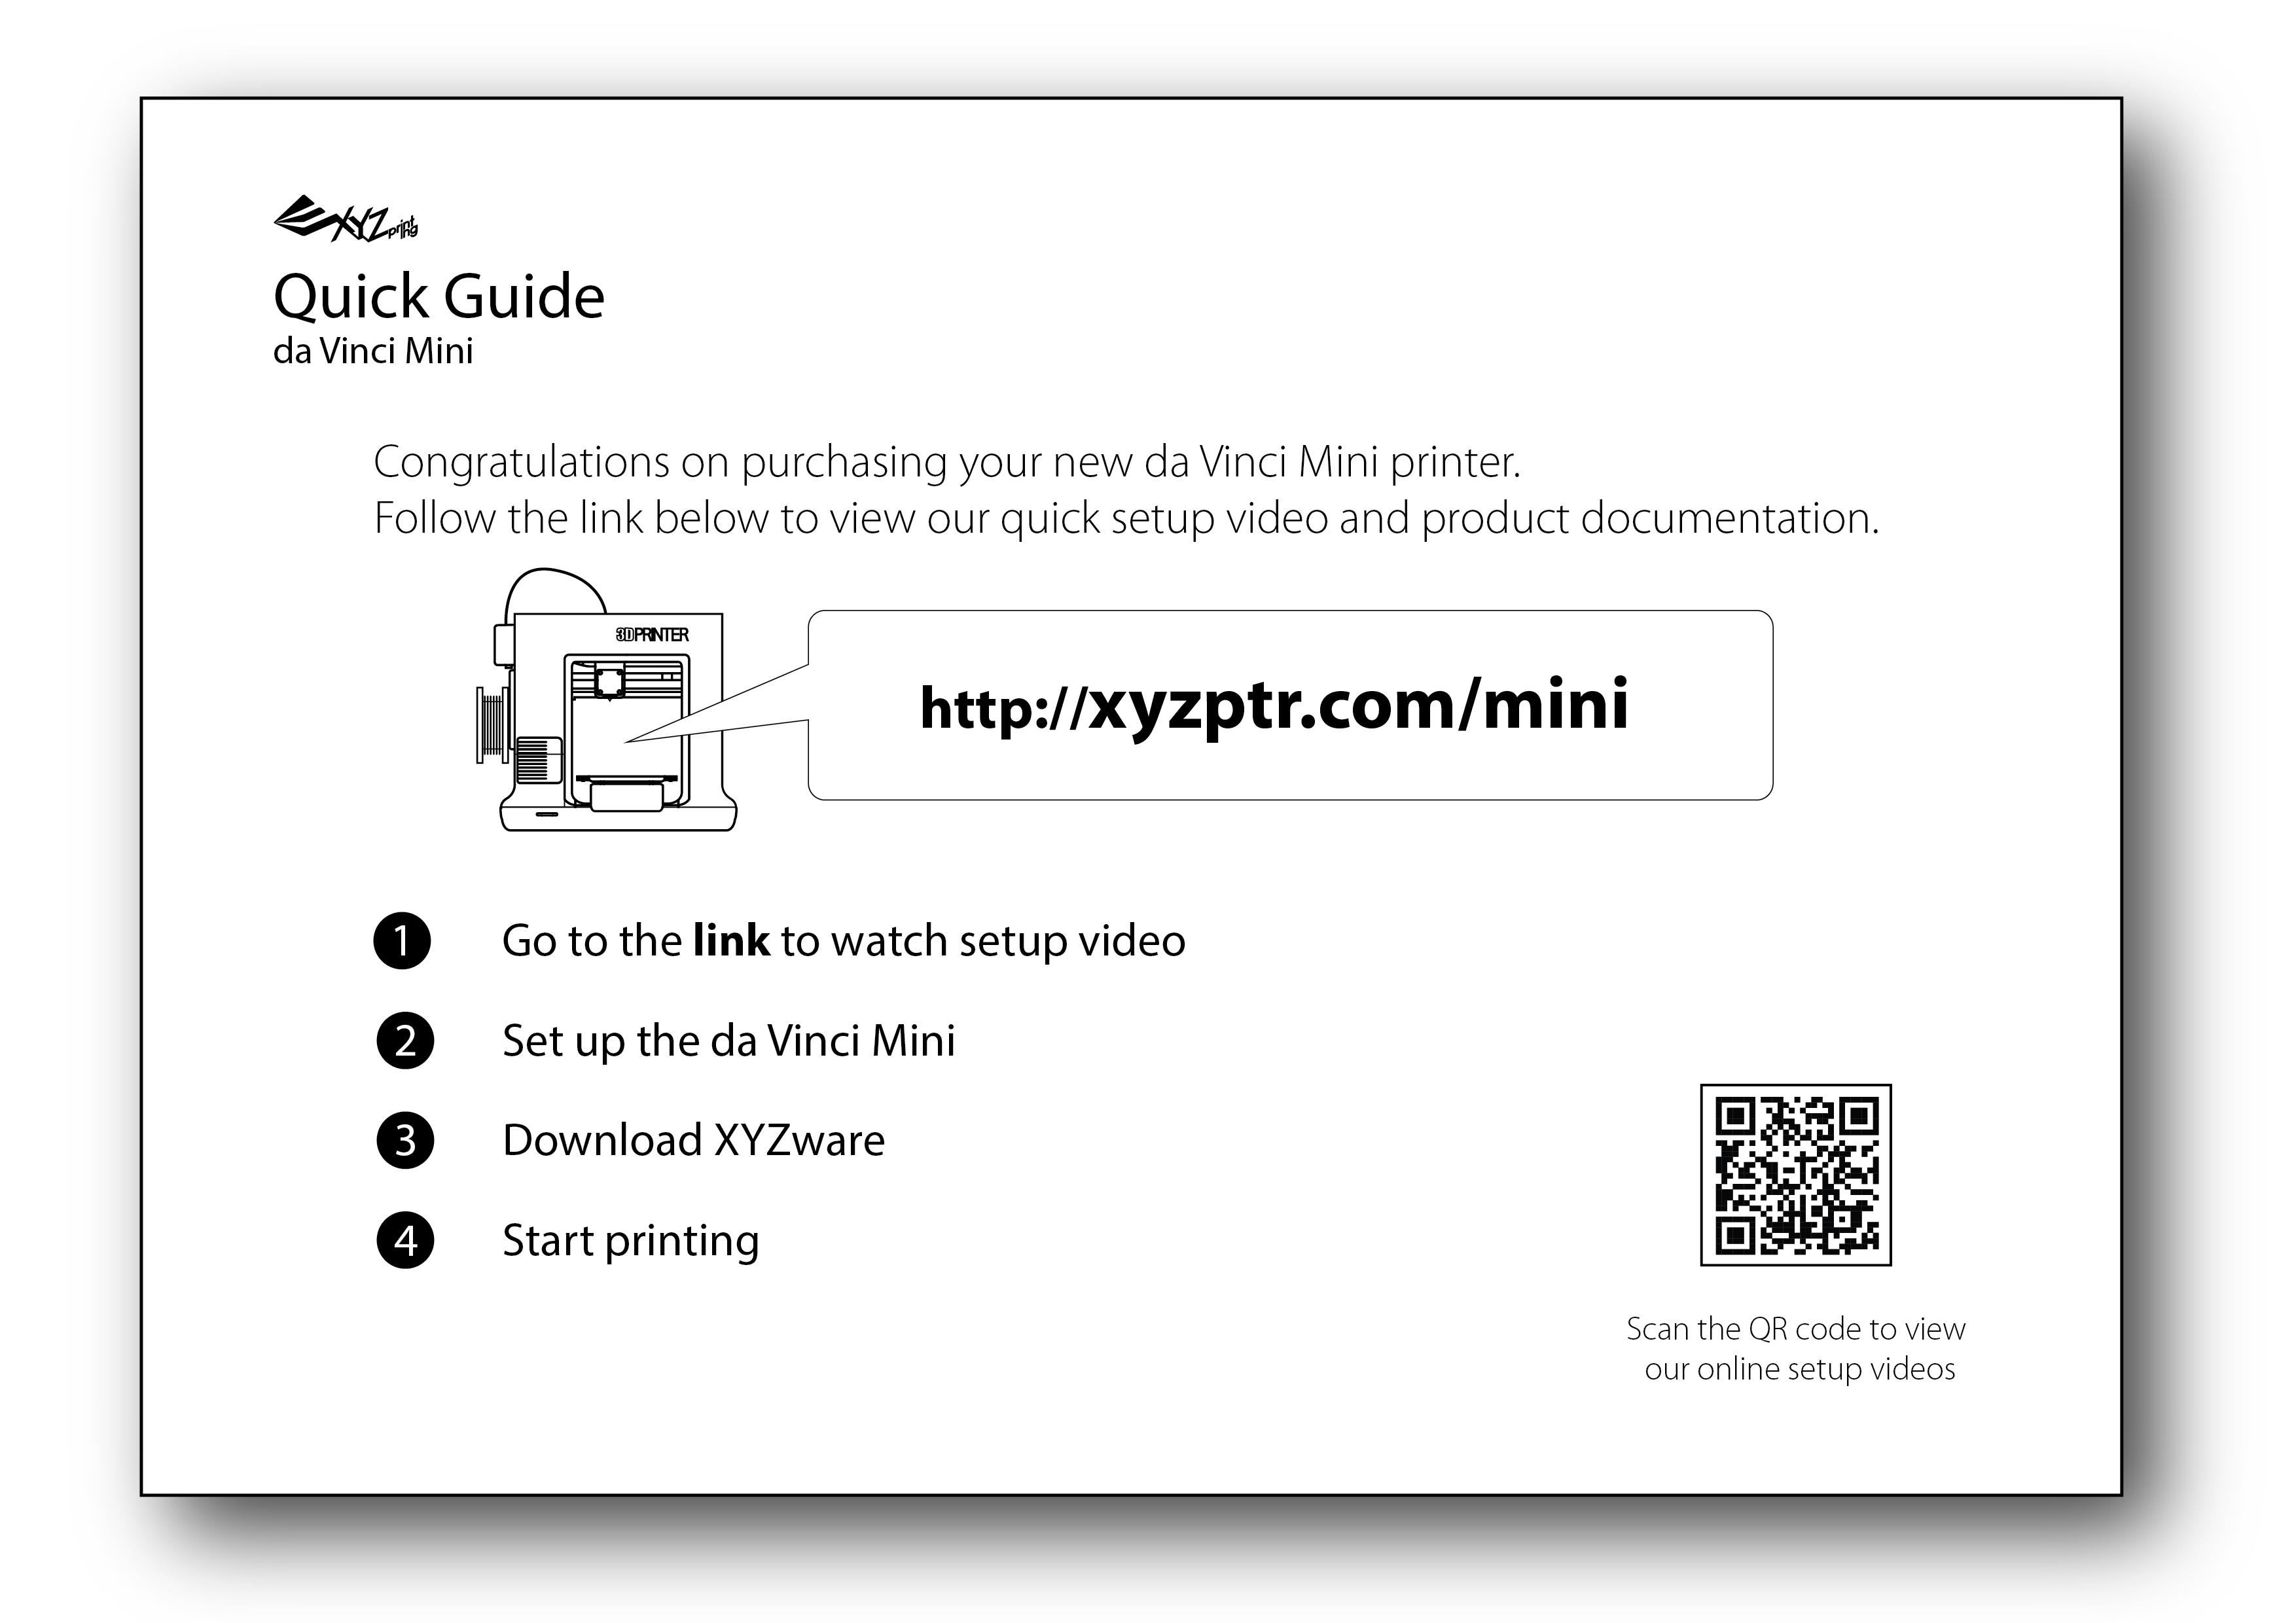 XYZprinting
Quick Guide
da Vinci Mini
Congratulations on purchasing your new da Vinci Mini printer.
Follow the link below to view our quick setup video and product documentation.
3DPRINTER
http://xyzptr.com/mini
1 Go to the link to watch setup video
2 Set up the da Vinci Mini
3 Download XYZware
4 Start printing
Scan the QR code to view
our online setup videos